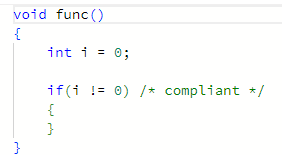 void func()
{
    int i = 0;
    if(i != 0) /* compliant */
    {
    }
}